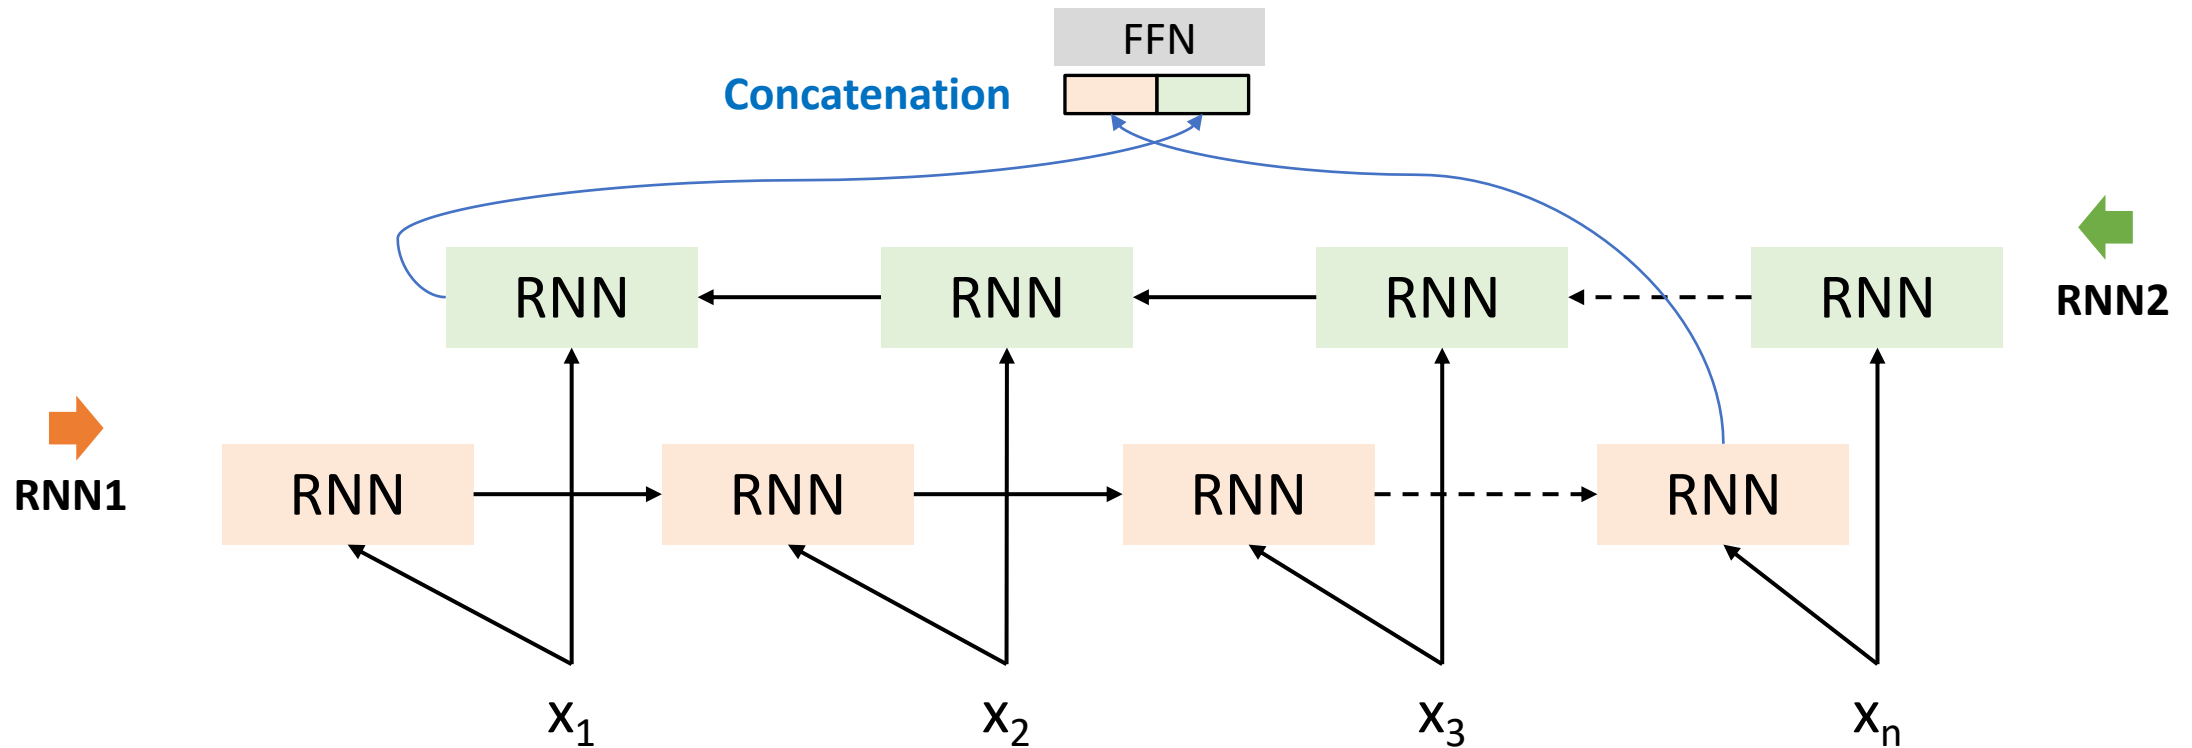 FFN
Concatenation
RNN RNN RNN RNN RNN2
RNN1 RNN RNN RNN RNN
x₁ x₂ x₃ xₙ